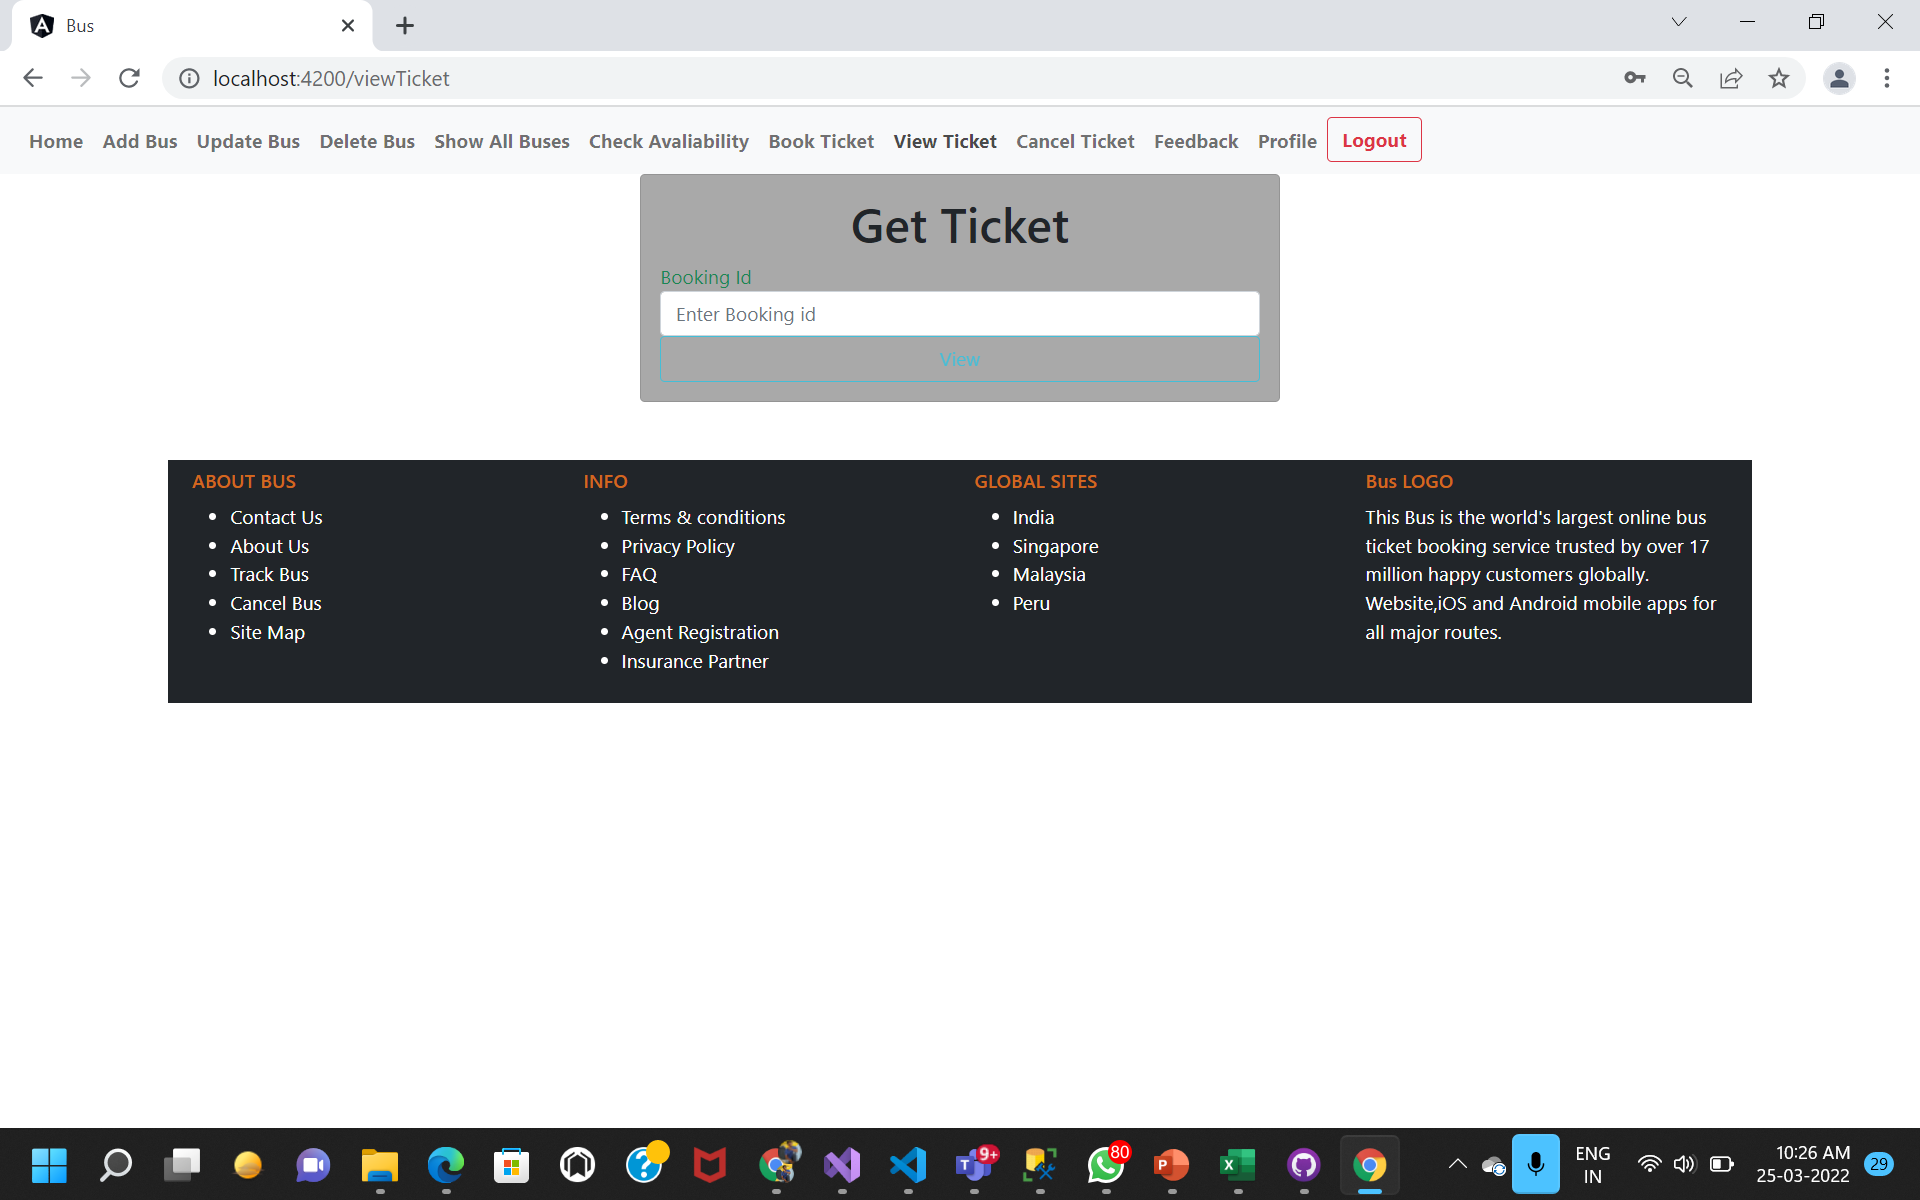 Bus
localhost:4200/viewTicket
Home Add Bus Update Bus Delete Bus Show All Buses Check Avaliability Book Ticket View Ticket Cancel Ticket Feedback Profile Logout
Get Ticket
Booking Id
Enter Booking id
View
ABOUT BUS
Contact Us
About Us
Track Bus
Cancel Bus
Site Map
INFO
Terms & conditions
Privacy Policy
FAQ
Blog
Agent Registration
Insurance Partner
GLOBAL SITES
India
Singapore
Malaysia
Peru
Bus LOGO
This Bus is the world's largest online bus
ticket booking service trusted by over 17
million happy customers globally.
Website,iOS and Android mobile apps for
all major routes.
9+
80
ENG
IN
10:26 AM
25-03-2022
29